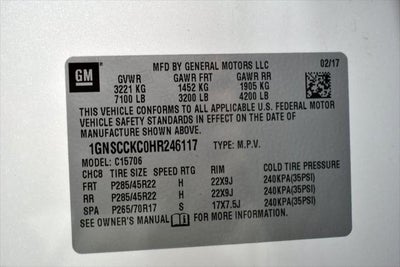 GM
MFD BY GENERAL MOTORS LLC 02/17
GVWR GAWR FRT GAWR RR
3221 KG 1452 KG 1905 KG
7100 LB 3200 LB 4200 LB
THIS VEHICLE CONFORMS TO ALL APPLICABLE U.S. FEDERAL MOTOR
VEHICLE SAFETY STANDARDS IN EFFECT ON THE DATE OF
MANUFACTURE SHOWN ABOVE.
1GNSCCKC0HR246117 TYPE: M.P.V.
MODEL: C15706
CHC8 TIRE SIZE SPEED RTG RIM COLD TIRE PRESSURE
FRT P285/45R22 H 22X9J 240KPA(35PSI)
RR P285/45R22 H 22X9J 240KPA(35PSI)
SPA P265/70R17 S 17X7.5J 240KPA(35PSI)
SEE OWNER'S MANUAL FOR MORE INFORMATION.